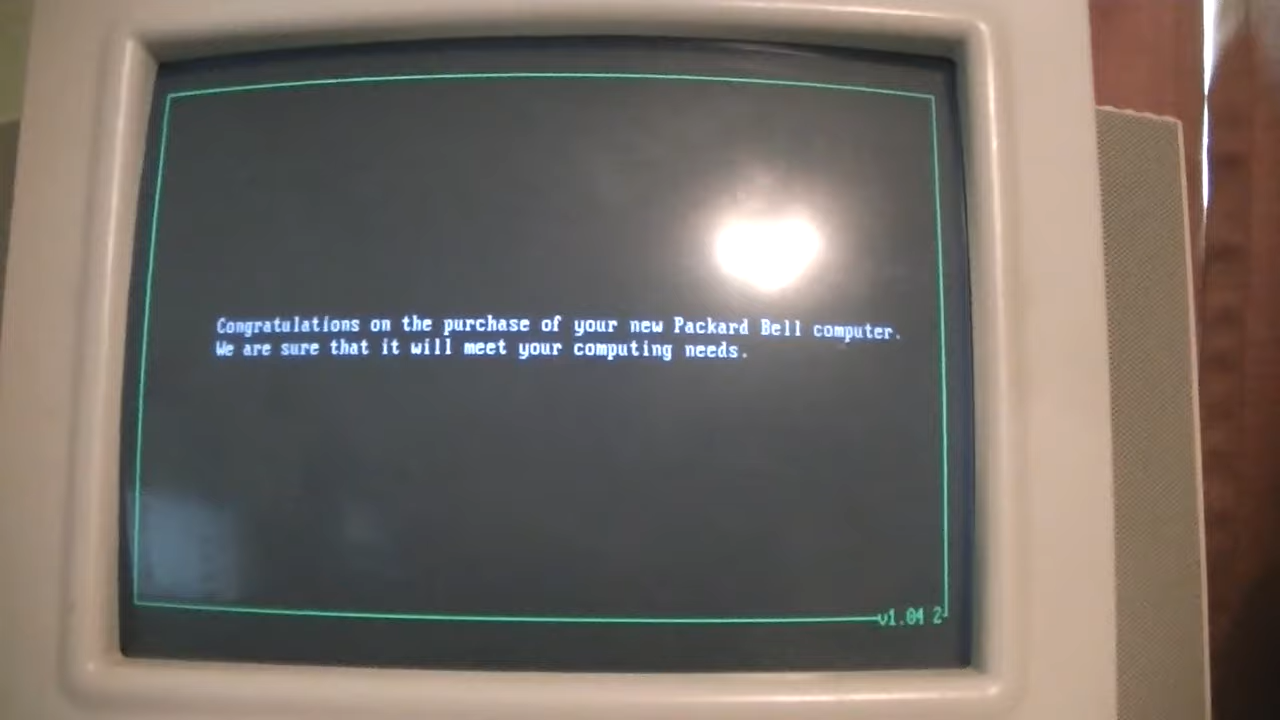 Congratulations on the purchase of your new Packard Bell computer.
We are sure that it will meet your computing needs.
v1.04 2